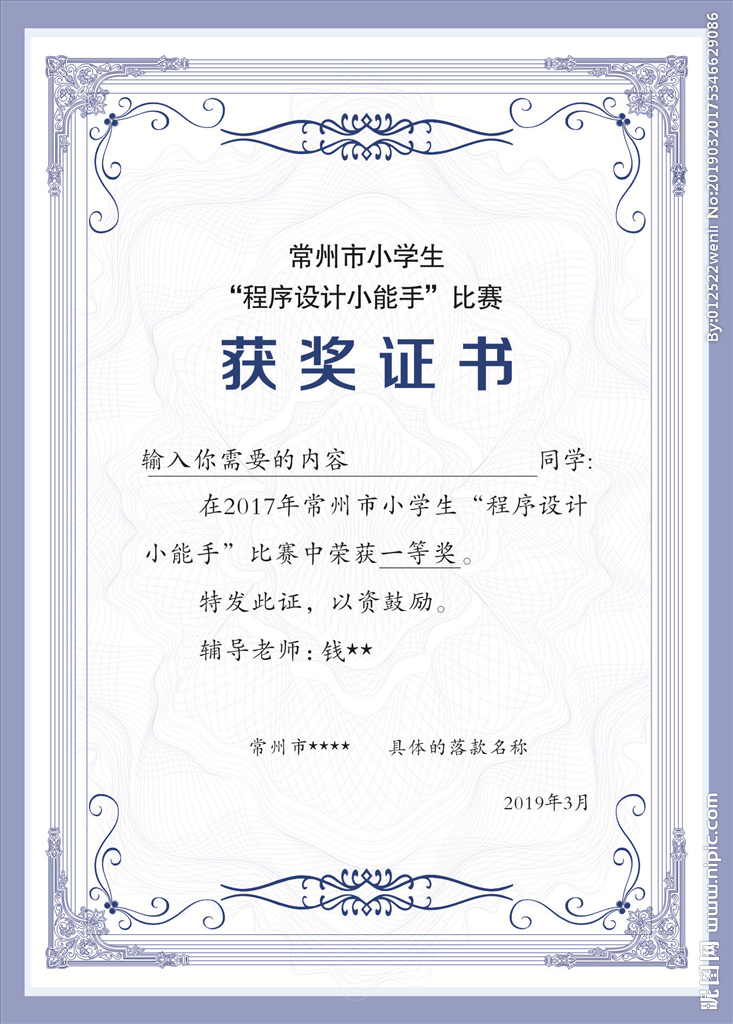 常州市小学生
“程序设计小能手”比赛
获奖证书
输入你需要的内容 同学:
在2017年常州市小学生“程序设计
小能手”比赛中荣获一等奖。
特发此证，以资鼓励。
辅导老师:钱**
常州市**** 具体的落款名称
2019年3月
By:012522wenli No:20190320175346629086
昵图网 www.nipic.com